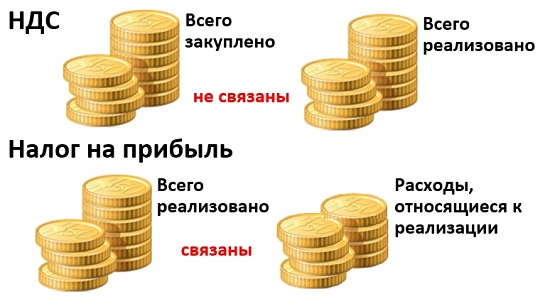 НДС
Всего
закуплено
Всего
реализовано
не связаны
Налог на прибыль
Всего
реализовано
Расходы,
относящиеся к
реализации
связаны